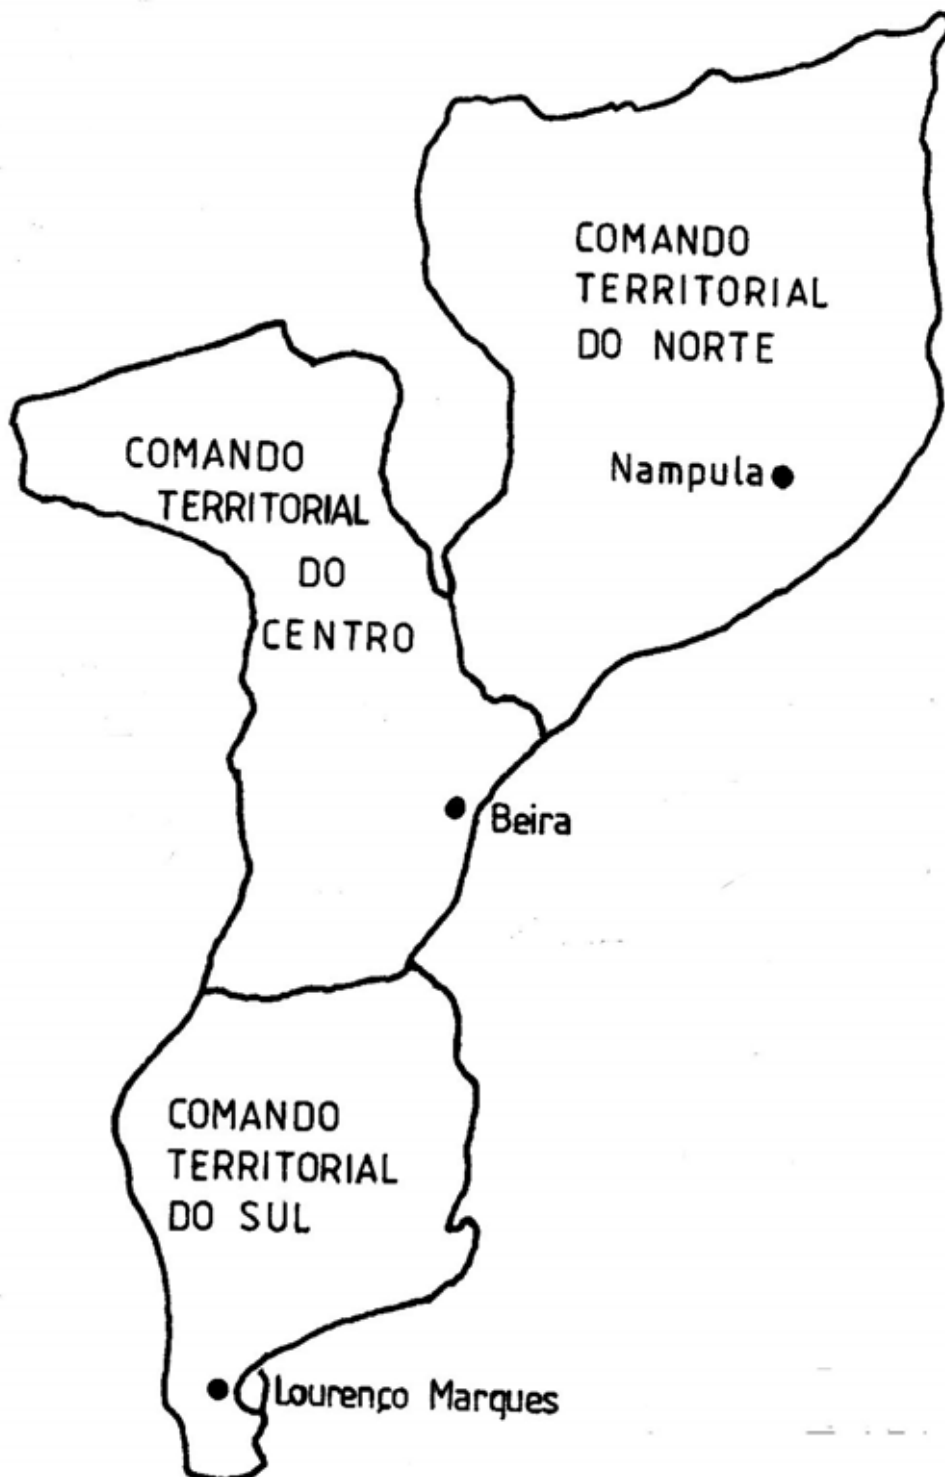 COMANDO
TERRITORIAL
DO NORTE
Nampula
COMANDO
TERRITORIAL
DO
CENTRO
Beira
COMANDO
TERRITORIAL
DO SUL
Lourenço Marques